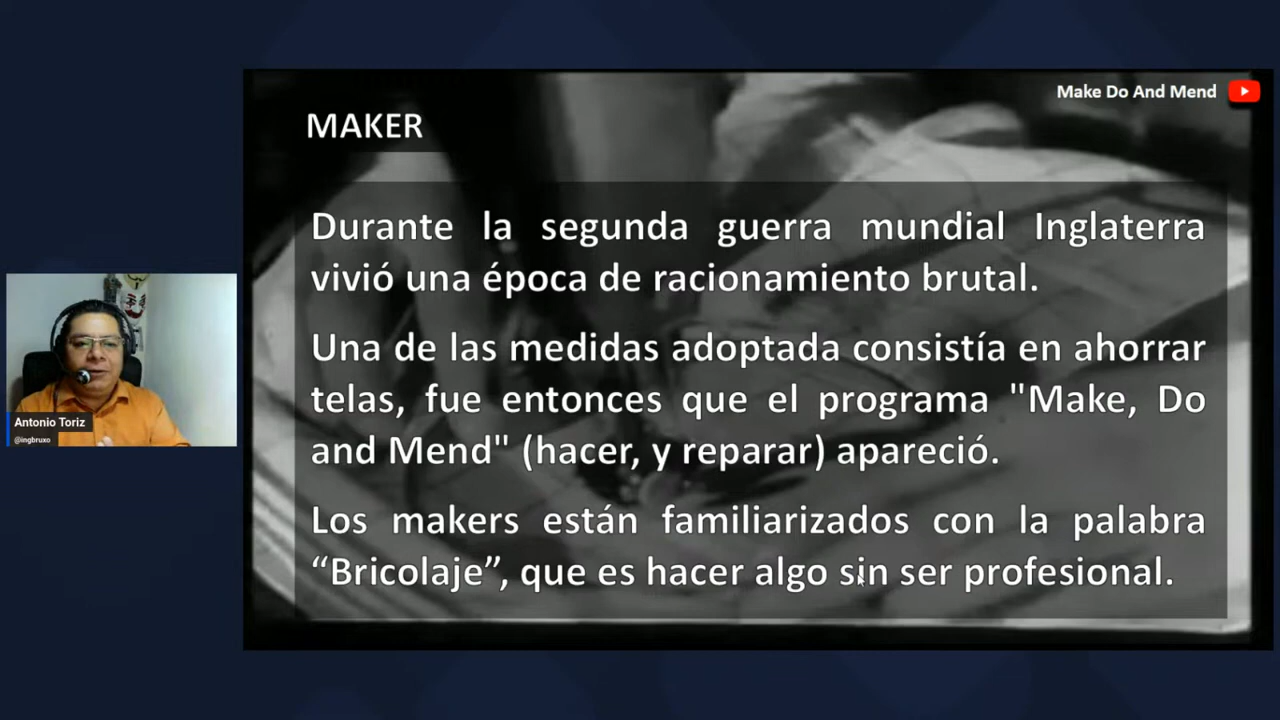 Make Do And Mend
MAKER
Durante la segunda guerra mundial Inglaterra
vivió una época de racionamiento brutal.
Una de las medidas adoptada consistía en ahorrar
telas, fue entonces que el programa "Make, Do
and Mend" (hacer, y reparar) apareció.
Los makers están familiarizados con la palabra
“Bricolaje”, que es hacer algo sin ser profesional.
Antonio Toriz
@ingbruxo